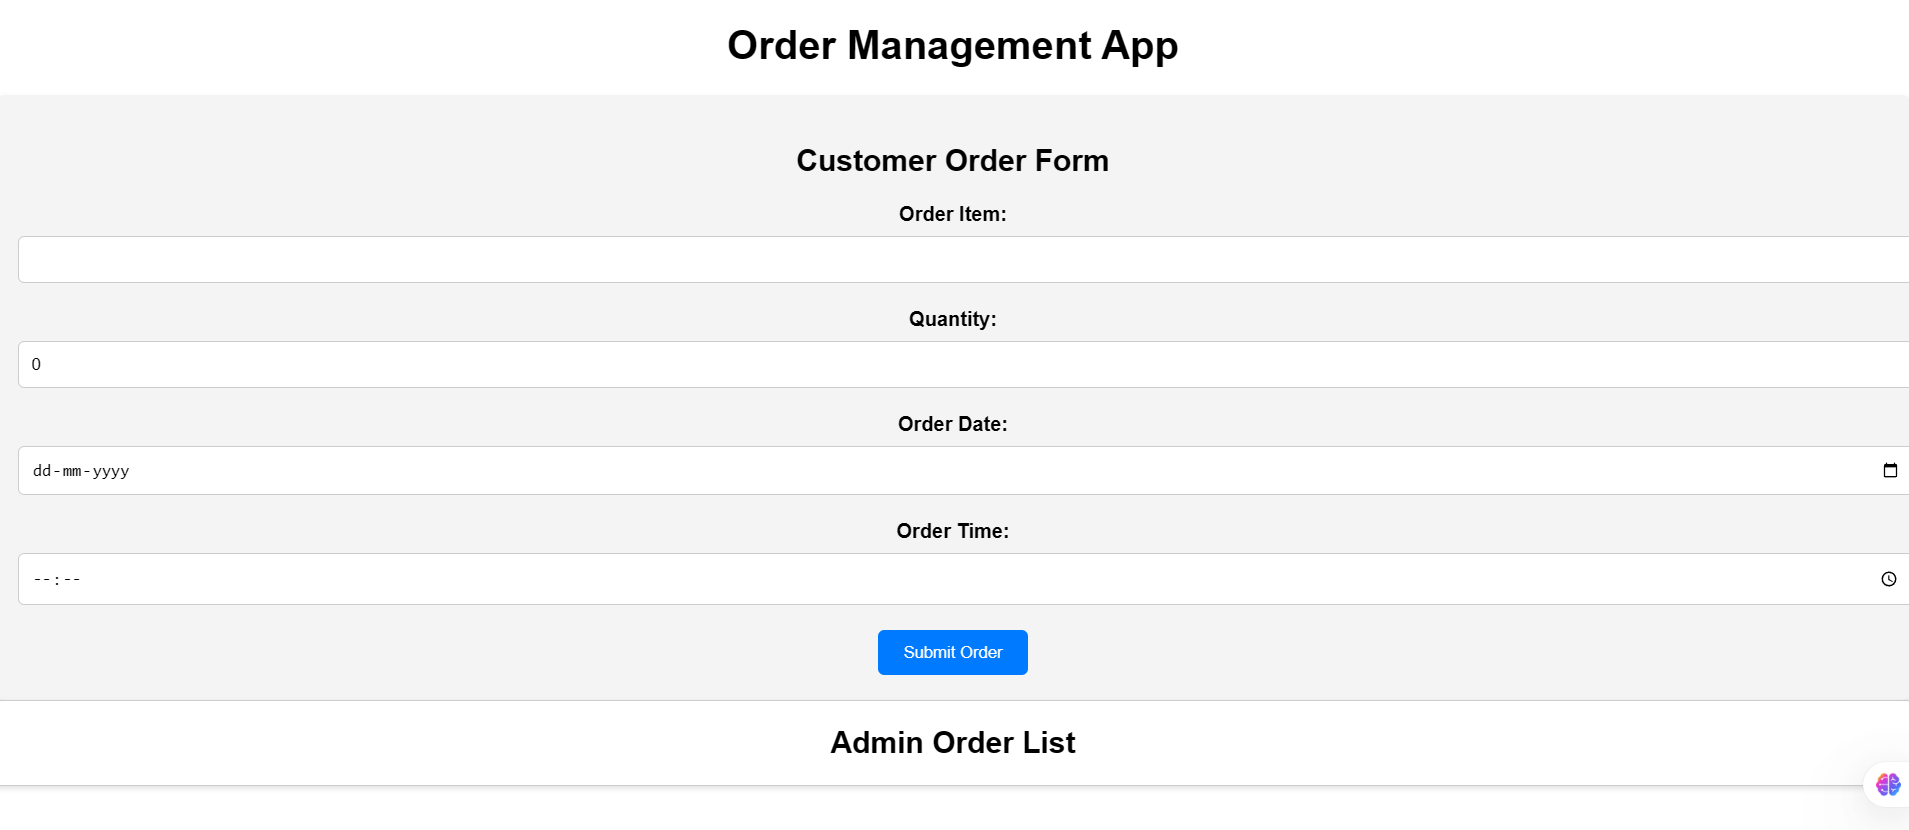 Order Management App
Customer Order Form
Order Item:
Quantity:
0
Order Date:
dd-mm-yyyy
Order Time:
--:--
Submit Order
Admin Order List